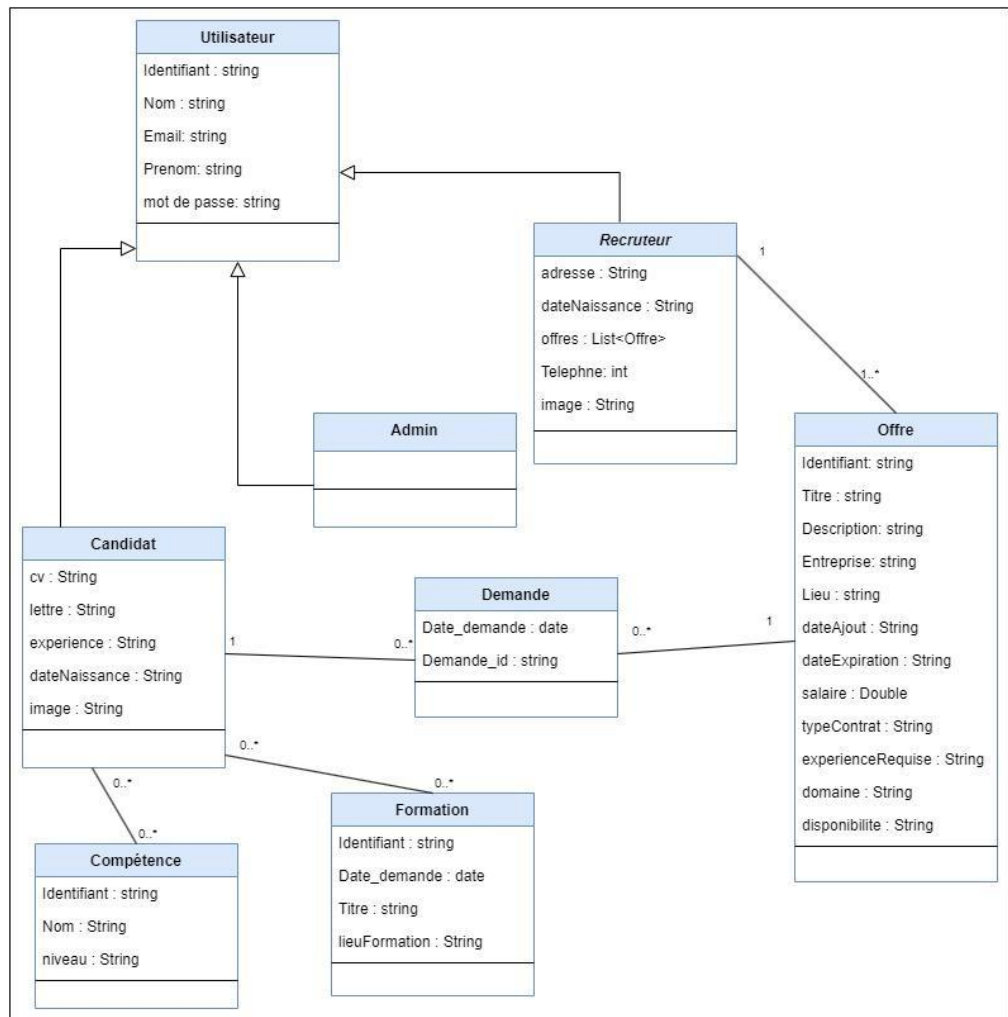 Utilisateur
Identifiant : string
Nom : string
Email: string
Prenom: string
mot de passe: string
Recruteur
adresse : String
dateNaissance : String
offres : List<Offre>
Telephne: int
image : String
1
1..*
Admin
Offre
Identifiant: string
Titre : string
Description: string
Entreprise: string
Lieu : string
dateAjout : String
dateExpiration : String
salaire : Double
typeContrat : String
experienceRequise : String
domaine : String
disponibilite : String
Candidat
cv : String
lettre : String
experience : String
dateNaissance : String
image : String
1
0..*
Demande
Date_demande : date
Demande_id : string
0..*
1
0..*
0..*
Formation
Identifiant : string
Date_demande : date
Titre : string
lieuFormation : String
0..*
0..*
Compétence
Identifiant : string
Nom : String
niveau : String